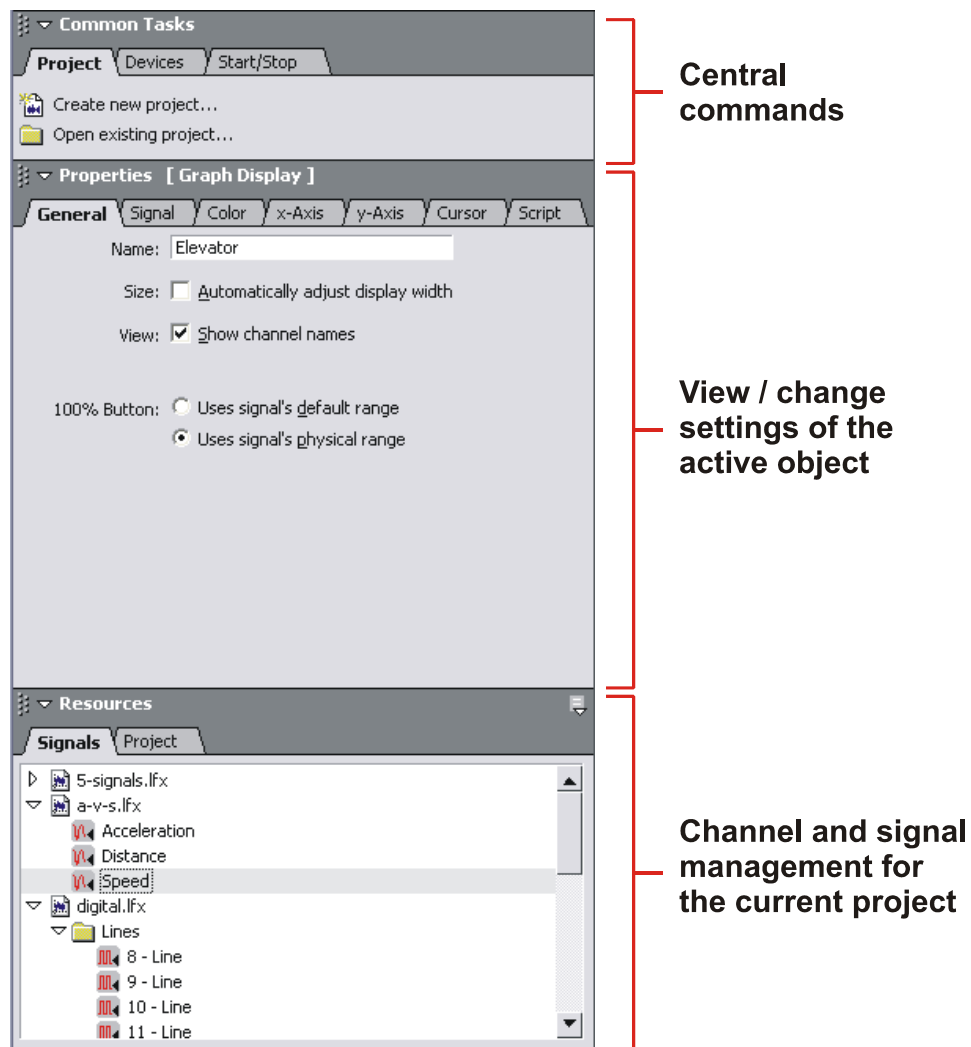 Common Tasks
Project Devices Start/Stop
Create new project...
Open existing project...
Central
commands
Properties [ Graph Display ]
General Signal Color x-Axis y-Axis Cursor Script
Name: Elevator
Size: Automatically adjust display width
View: Show channel names
100% Button: Uses signal's default range
Uses signal's physical range
View / change
settings of the
active object
Resources
Signals Project
5-signals.lfx
a-v-s.lfx
Acceleration
Distance
Speed
digital.lfx
Lines
8 - Line
9 - Line
10 - Line
11 - Line
Channel and signal
management for
the current project